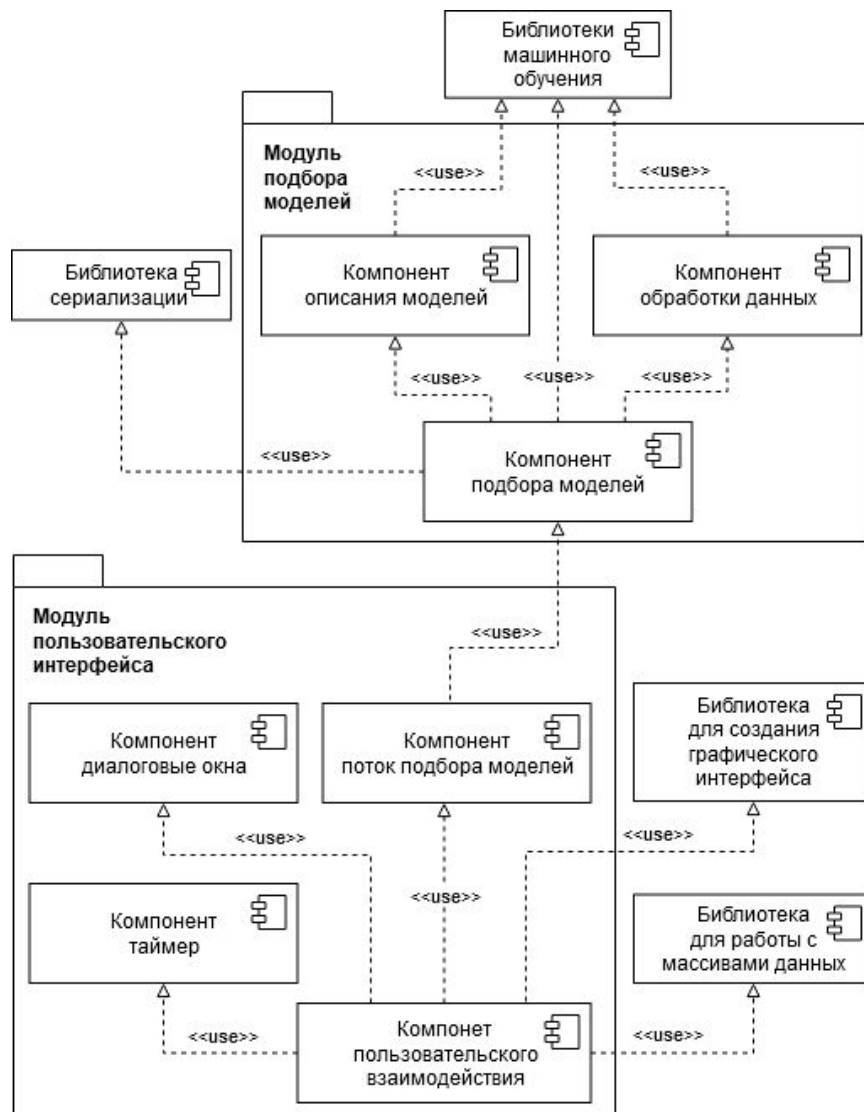 Библиотеки
машинного
обучения
Модуль
подбора
моделей
<<use>>
<<use>>
Библиотека
сериализации
Компонент
описания моделей
Компонент
обработки данных
<<use>>
<<use>>
<<use>>
<<use>>
Компонент
подбора моделей
Модуль
пользовательского
интерфейса
<<use>>
Компонент
диалоговые окна
Компонент
поток подбора моделей
Библиотека
для создания
графического
интерфейса
<<use>>
<<use>>
<<use>>
Компонент
таймер
Библиотека
для работы с
массивами данных
<<use>>
Компонет
пользовательского
взаимодействия
<<use>>